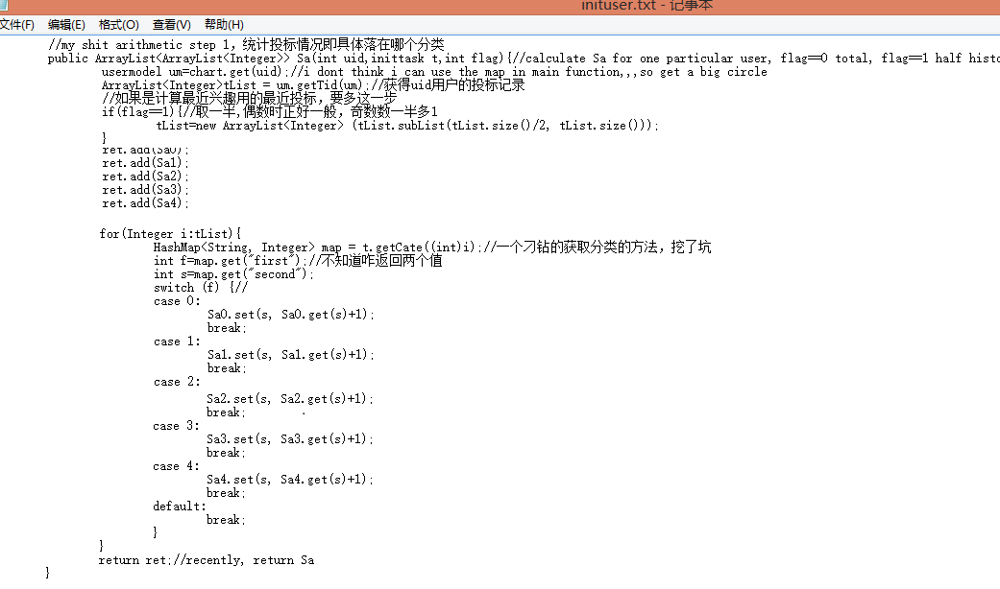 inituser.txt - 记事本
文件(F) 编辑(E) 格式(O) 查看(V) 帮助(H)
//my shit arithmetic step 1，统计投标情况即具体落在哪个分类
public ArrayList<ArrayList<Integer>> Sa(int uid,inittask t,int flag){//calculate Sa for one particular user, flag==0 total, flag==1 half histo
usermodel um=chart.get(uid);//i dont think i can use the map in main function,,,so get a big circle
ArrayList<Integer>tList = um.getTid(um);//获得uid用户的投标记录
//如果是计算最近兴趣用的最近投标，要多这一步
if(flag==1){//取一半,偶数时正好一般，奇数数一半多1
tList=new ArrayList<Integer> (tList.subList(tList.size()/2, tList.size()));
}
ret.add(Sa0);
ret.add(Sa1);
ret.add(Sa2);
ret.add(Sa3);
ret.add(Sa4);
for(Integer i:tList){
HashMap<String, Integer> map = t.getCate((int)i);//一个刁钻的获取分类的方法，挖了坑
int f=map.get("first");//不知道咋返回两个值
int s=map.get("second");
switch (f) {//
case 0:
Sa0.set(s, Sa0.get(s)+1);
break;
case 1:
Sa1.set(s, Sa1.get(s)+1);
break;
case 2:
Sa2.set(s, Sa2.get(s)+1);
break;
case 3:
Sa3.set(s, Sa3.get(s)+1);
break;
case 4:
Sa4.set(s, Sa4.get(s)+1);
break;
default:
break;
}
}
return ret;//recently, return Sa
}